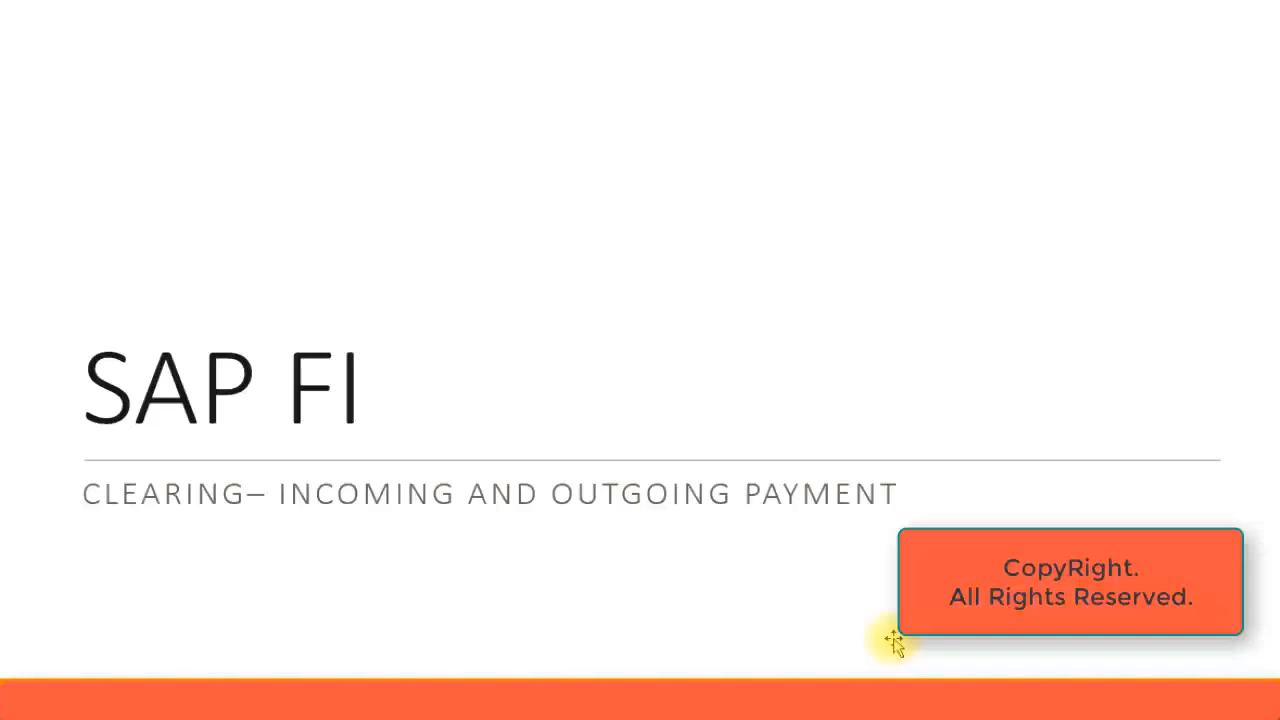 SAP FI
CLEARING– INCOMING AND OUTGOING PAYMENT
CopyRight.
All Rights Reserved.